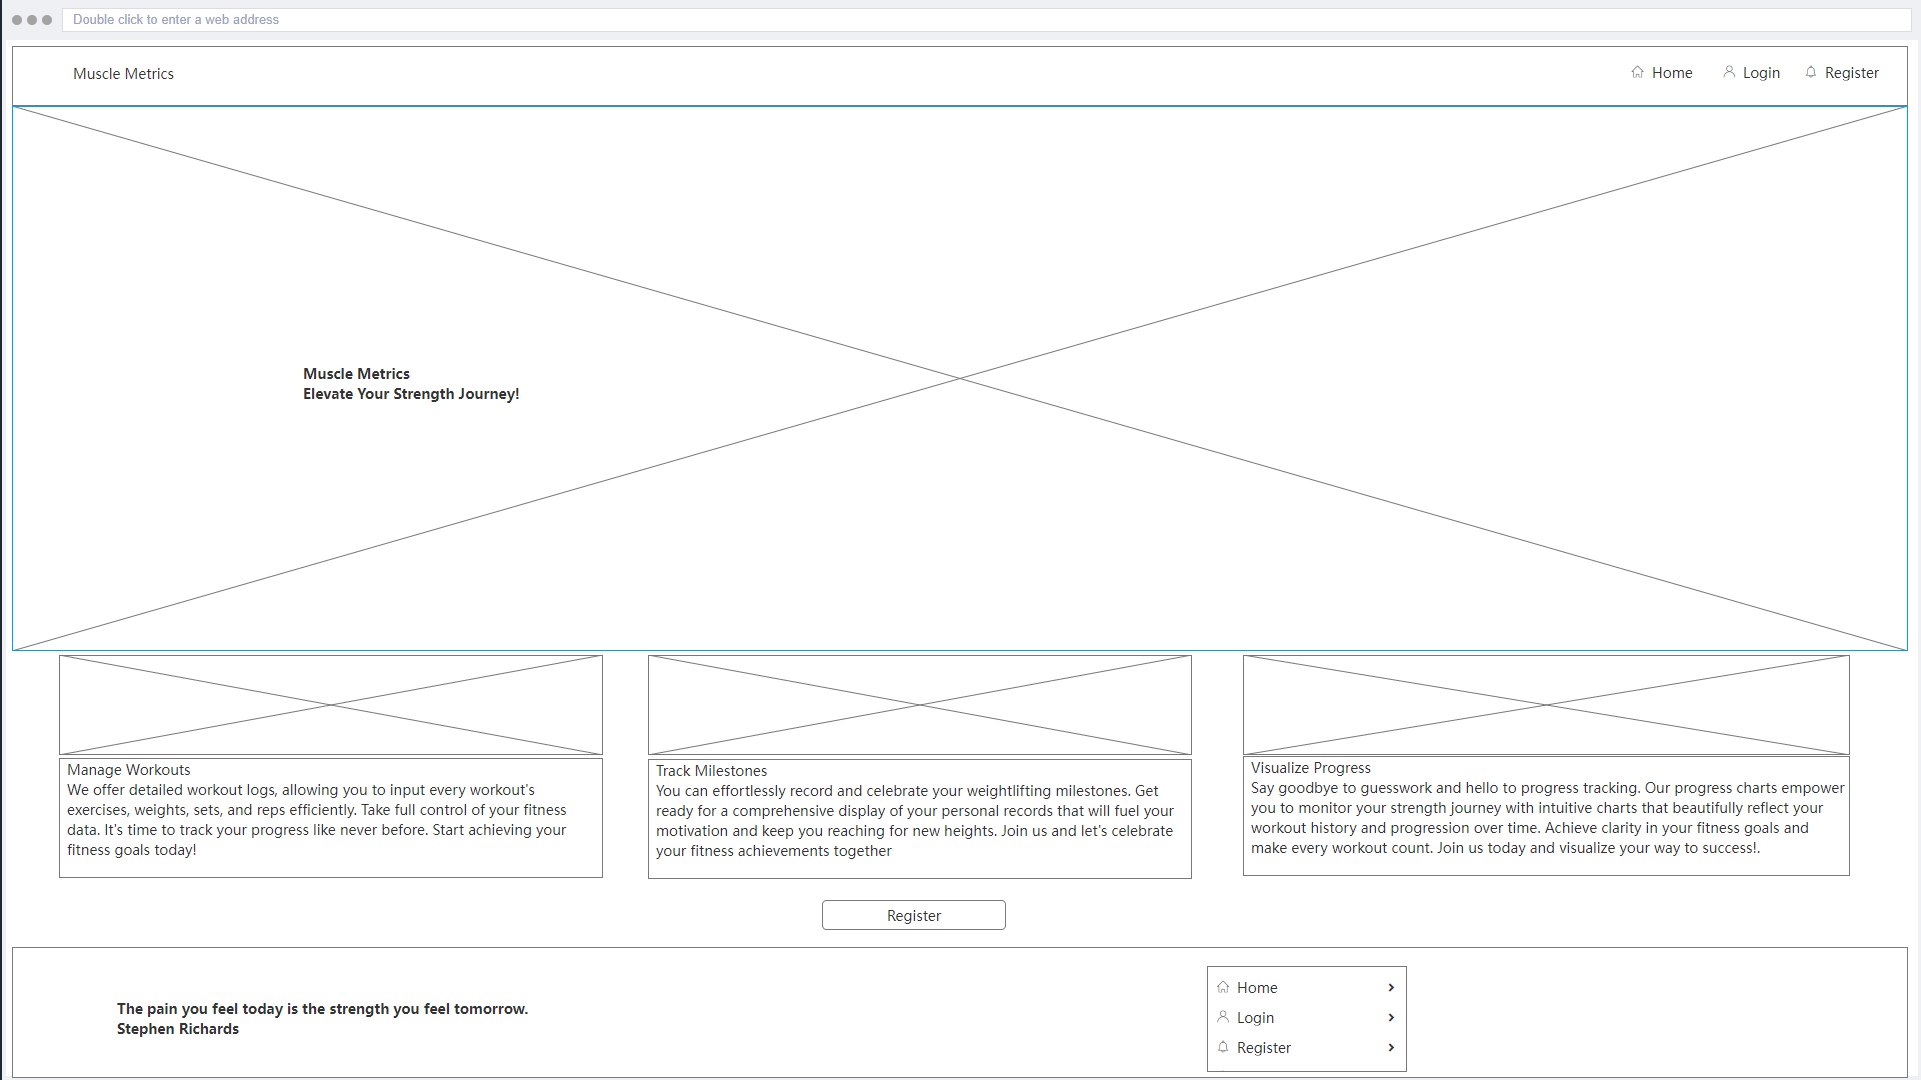 Double click to enter a web address
Muscle Metrics
Home
Login
Register
Muscle Metrics
Elevate Your Strength Journey!
Manage Workouts
We offer detailed workout logs, allowing you to input every workout's
exercises, weights, sets, and reps efficiently. Take full control of your fitness
data. It's time to track your progress like never before. Start achieving your
fitness goals today!
Track Milestones
You can effortlessly record and celebrate your weightlifting milestones. Get
ready for a comprehensive display of your personal records that will fuel your
motivation and keep you reaching for new heights. Join us and let's celebrate
your fitness achievements together
Visualize Progress
Say goodbye to guesswork and hello to progress tracking. Our progress charts empower
you to monitor your strength journey with intuitive charts that beautifully reflect your
workout history and progression over time. Achieve clarity in your fitness goals and
make every workout count. Join us today and visualize your way to success!.
Register
The pain you feel today is the strength you feel tomorrow.
Stephen Richards
Home
Login
Register